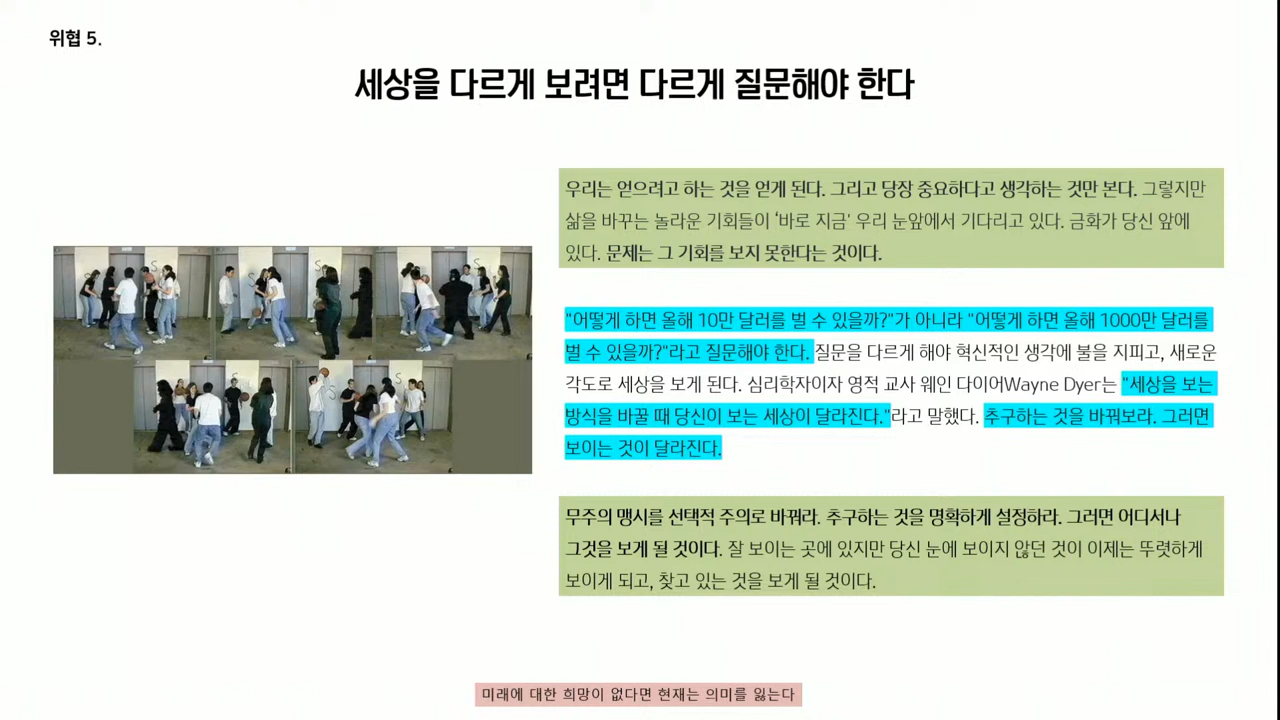 위협 5.
세상을 다르게 보려면 다르게 질문해야 한다
우리는 얻으려고 하는 것을 얻게 된다. 그리고 당장 중요하다고 생각하는 것만 본다. 그렇지만
삶을 바꾸는 놀라운 기회들이 '바로 지금' 우리 눈앞에서 기다리고 있다. 금화가 당신 앞에
있다. 문제는 그 기회를 보지 못한다는 것이다.
"어떻게 하면 올해 10만 달러를 벌 수 있을까?"가 아니라 "어떻게 하면 올해 1000만 달러를
벌 수 있을까?"라고 질문해야 한다. 질문을 다르게 해야 혁신적인 생각에 불을 지피고, 새로운
각도로 세상을 보게 된다. 심리학자이자 영적 교사 웨인 다이어Wayne Dyer는 "세상을 보는
방식을 바꿀 때 당신이 보는 세상이 달라진다."라고 말했다. 추구하는 것을 바꿔보라. 그러면
보이는 것이 달라진다.
무주의 맹시를 선택적 주의로 바꿔라. 추구하는 것을 명확하게 설정하라. 그러면 어디서나
그것을 보게 될 것이다. 잘 보이는 곳에 있지만 당신 눈에 보이지 않던 것이 이제는 뚜렷하게
보이게 되고, 찾고 있는 것을 보게 될 것이다.
미래에 대한 희망이 없다면 현재는 의미를 잃는다